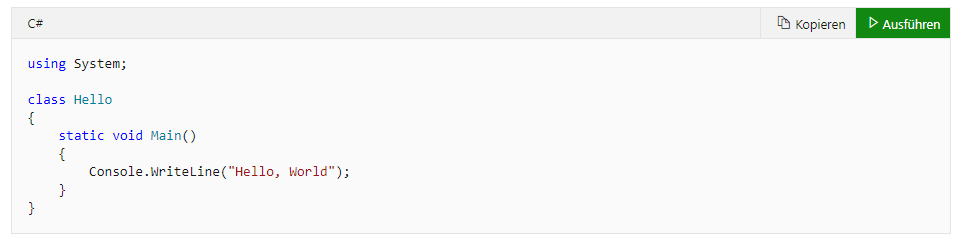 C#
Kopieren
Ausführen
using System;
class Hello
{
    static void Main()
    {
        Console.WriteLine("Hello, World");
    }
}